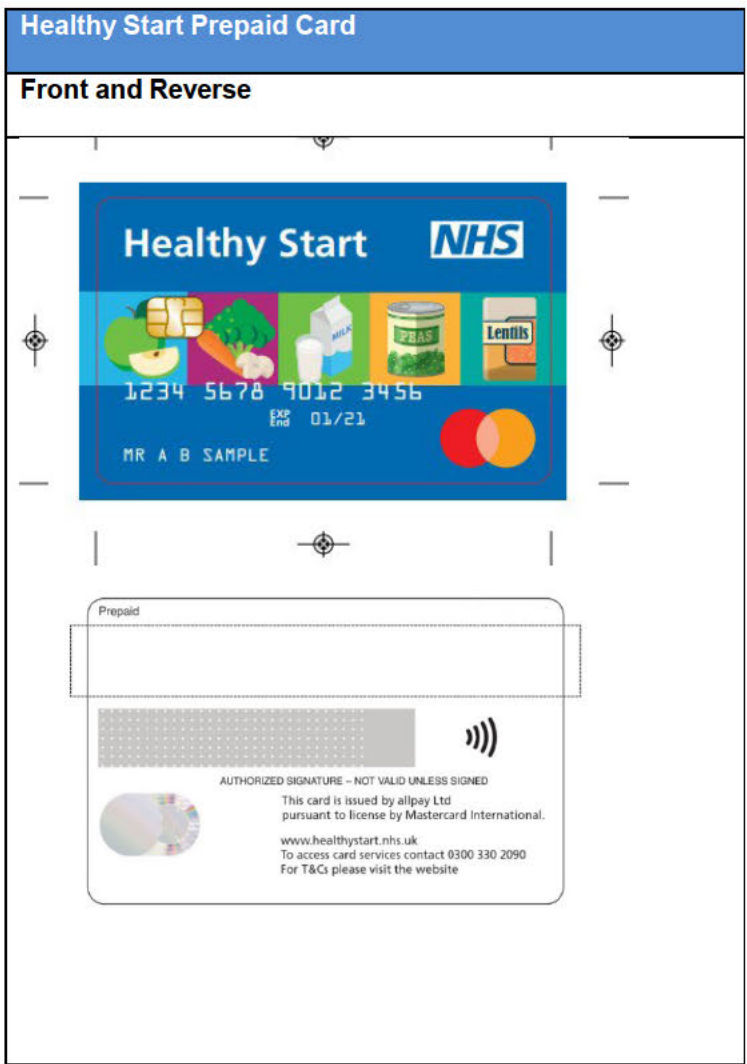 Healthy Start Prepaid Card
Front and Reverse
Healthy Start NHS
MILK
PEAS
Lentils
1234 5678 9012 3456
EXP
End 01/21
MR A B SAMPLE
Prepaid
AUTHORIZED SIGNATURE – NOT VALID UNLESS SIGNED
This card is issued by allpay Ltd
pursuant to license by Mastercard International.
www.healthystart.nhs.uk
To access card services contact 0300 330 2090
For T&Cs please visit the website